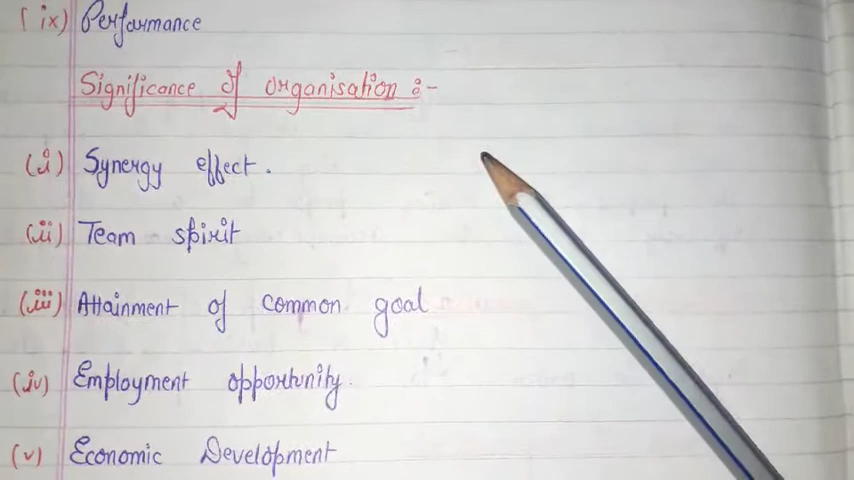 (ix) Performance
Significance of organisation :-
(i) Synergy effect.
(ii) Team spirit
(iii) Attainment of common goal
(iv) Employment opportunity.
(v) Economic Development